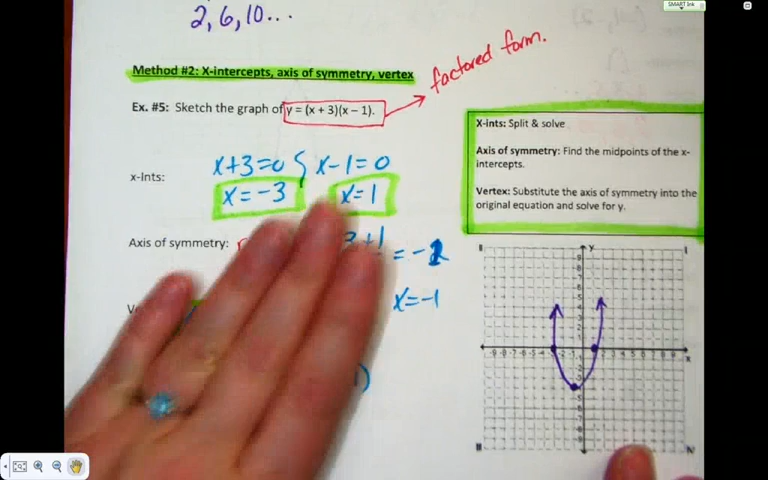 SMART Ink
2, 6, 10...
Method #2: X-intercepts, axis of symmetry, vertex
factored form.
Ex. #5: Sketch the graph of y = (x + 3)(x – 1).
X-ints: Split & solve
Axis of symmetry: Find the midpoints of the x-
intercepts.
Vertex: Substitute the axis of symmetry into the
original equation and solve for y.
x-Ints:
x+3=0 x-1=0
x=-3 x=1
Axis of symmetry:
x=-1
y
x